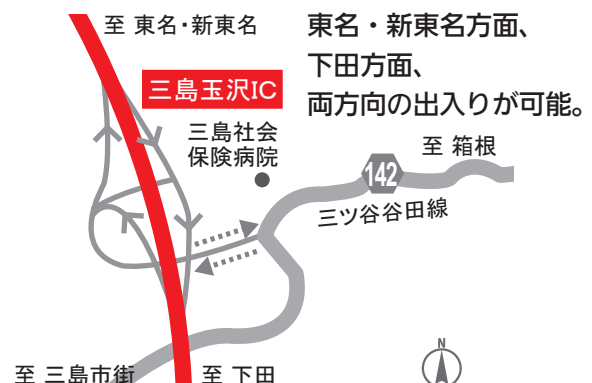 至 東名・新東名
東名・新東名方面、
下田方面、
両方向の出入りが可能。
三島玉沢IC
三島社会
保険病院
至 箱根
142
三ツ谷谷田線
至 三島市街
至 下田
N